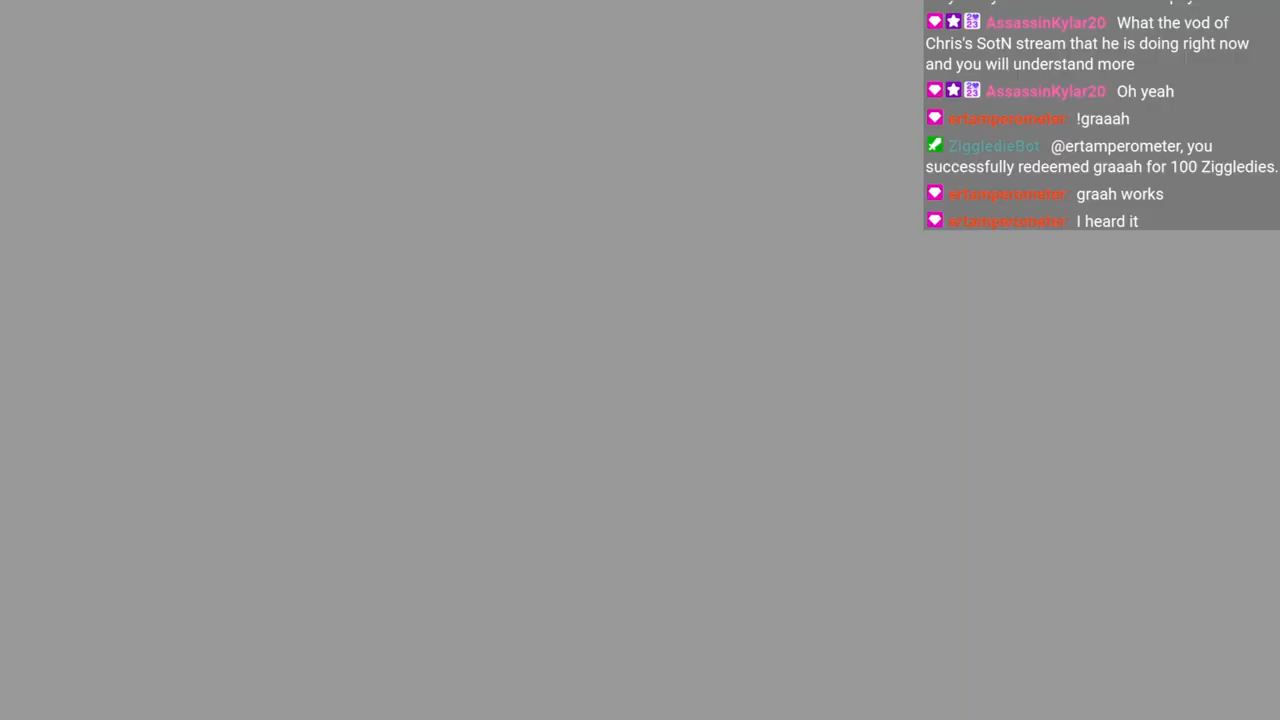 AssassinKylar20 What the vod of
Chris's SotN stream that he is doing right now
and you will understand more
AssassinKylar20 Oh yeah
ertamperometer !graaah
ZiggledieBot @ertamperometer, you
successfully redeemed graaah for 100 Ziggledies.
ertamperometer graah works
ertamperometer I heard it